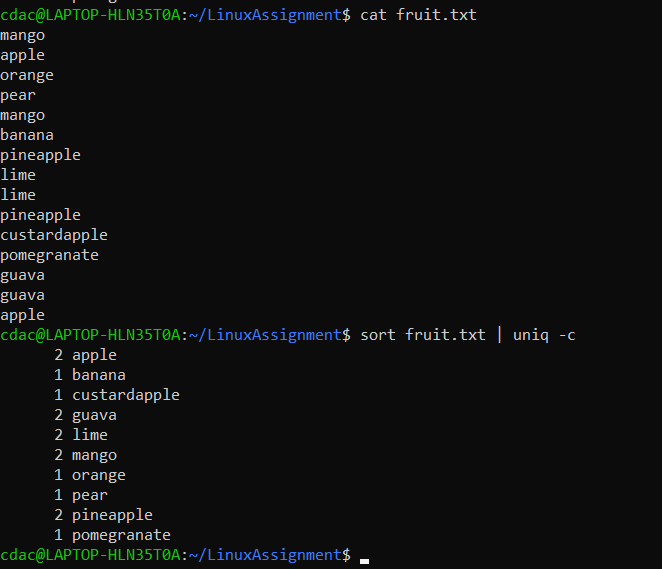 cdac@LAPTOP-HLN35T0A:~/LinuxAssignment$ cat fruit.txt
mango
apple
orange
pear
mango
banana
pineapple
lime
lime
pineapple
custardapple
pomegranate
guava
guava
apple
cdac@LAPTOP-HLN35T0A:~/LinuxAssignment$ sort fruit.txt | uniq -c
      2 apple
      1 banana
      1 custardapple
      2 guava
      2 lime
      2 mango
      1 orange
      1 pear
      2 pineapple
      1 pomegranate
cdac@LAPTOP-HLN35T0A:~/LinuxAssignment$